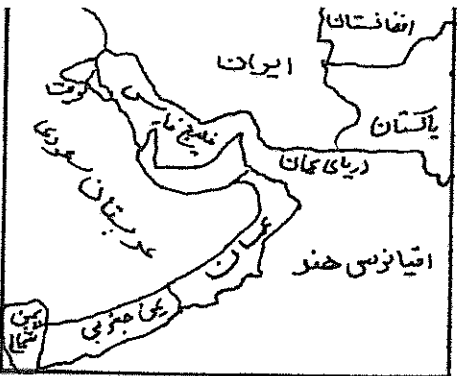 افغانستان
ایران
کویت
پاکستان
خلیج فارس
دریای عمان
عربستان سعودی
عمان
اقیانوس هند
یمن جنوبی
یمن شمالی